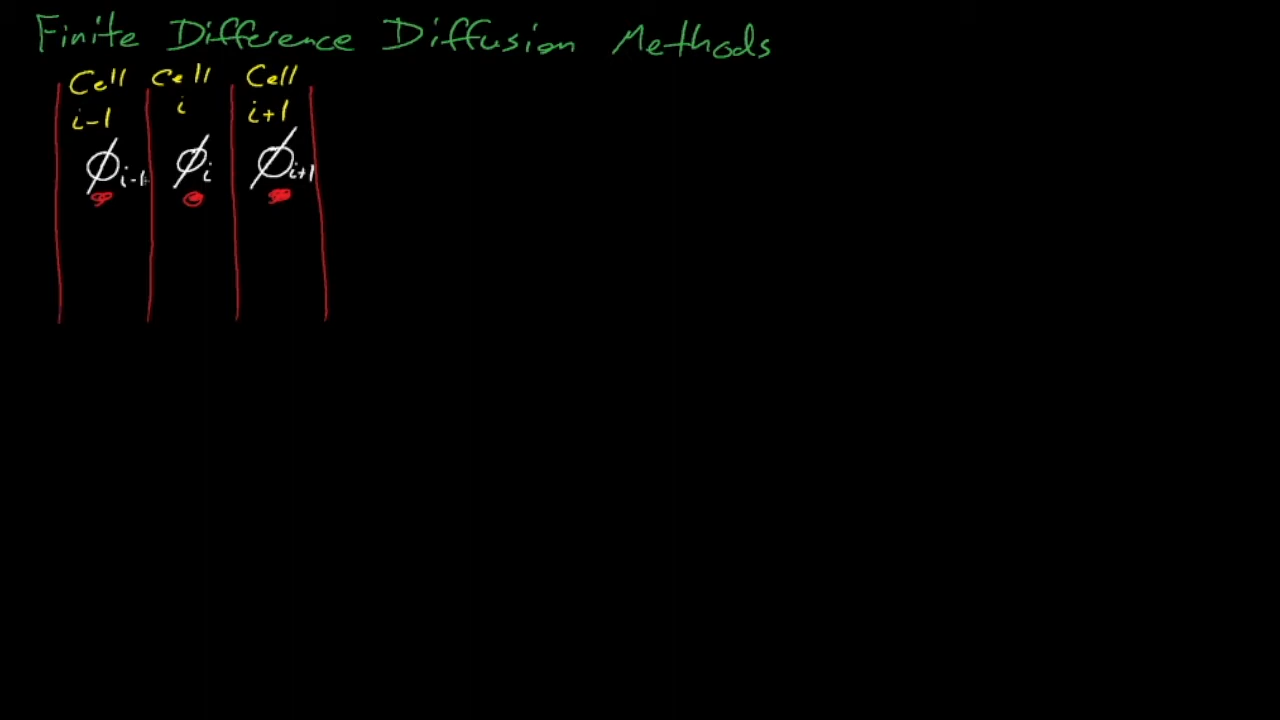 Finite Difference Diffusion Methods
Cell Cell Cell
i-1 i i+1
ϕi-1 ϕi ϕi+1